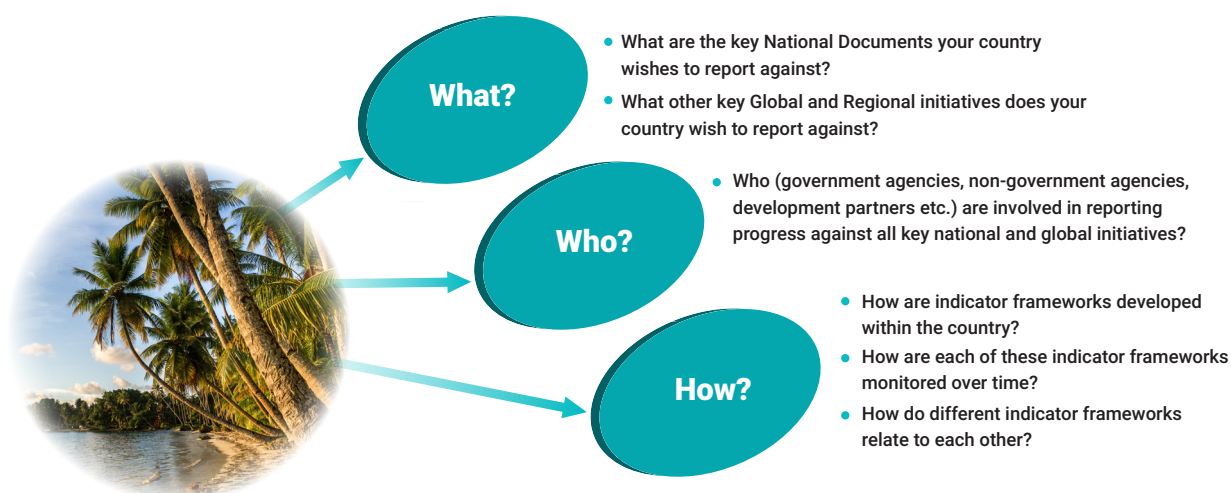 What?
What are the key National Documents your country
wishes to report against?
What other key Global and Regional initiatives does your
country wish to report against?
Who?
Who (government agencies, non-government agencies,
development partners etc.) are involved in reporting
progress against all key national and global initiatives?
How?
How are indicator frameworks developed
within the country?
How are each of these indicator frameworks
monitored over time?
How do different indicator frameworks
relate to each other?